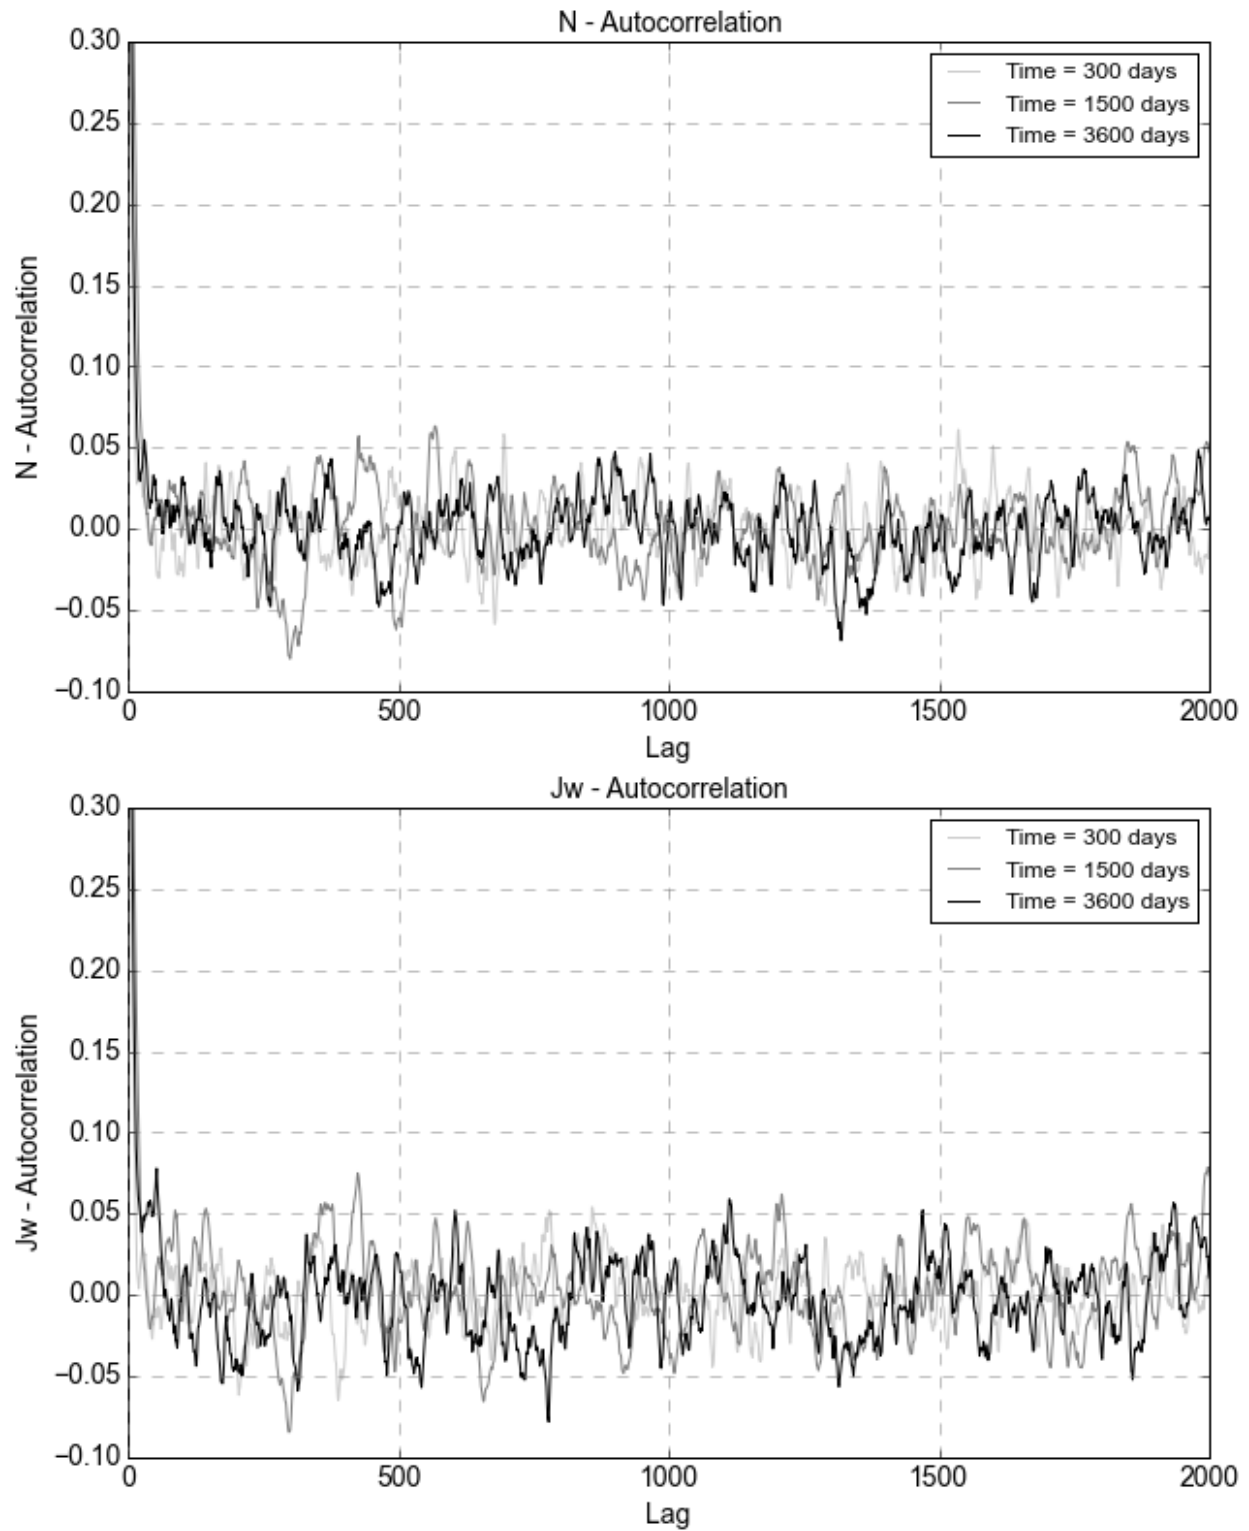 N - Autocorrelation
0.30
0.25
0.20
0.15
0.10
0.05
0.00
−0.05
−0.10
N - Autocorrelation
Time = 300 days
Time = 1500 days
Time = 3600 days
0 500 1000 1500 2000
Lag
Jw - Autocorrelation
0.30
0.25
0.20
0.15
0.10
0.05
0.00
−0.05
−0.10
Jw - Autocorrelation
Time = 300 days
Time = 1500 days
Time = 3600 days
0 500 1000 1500 2000
Lag